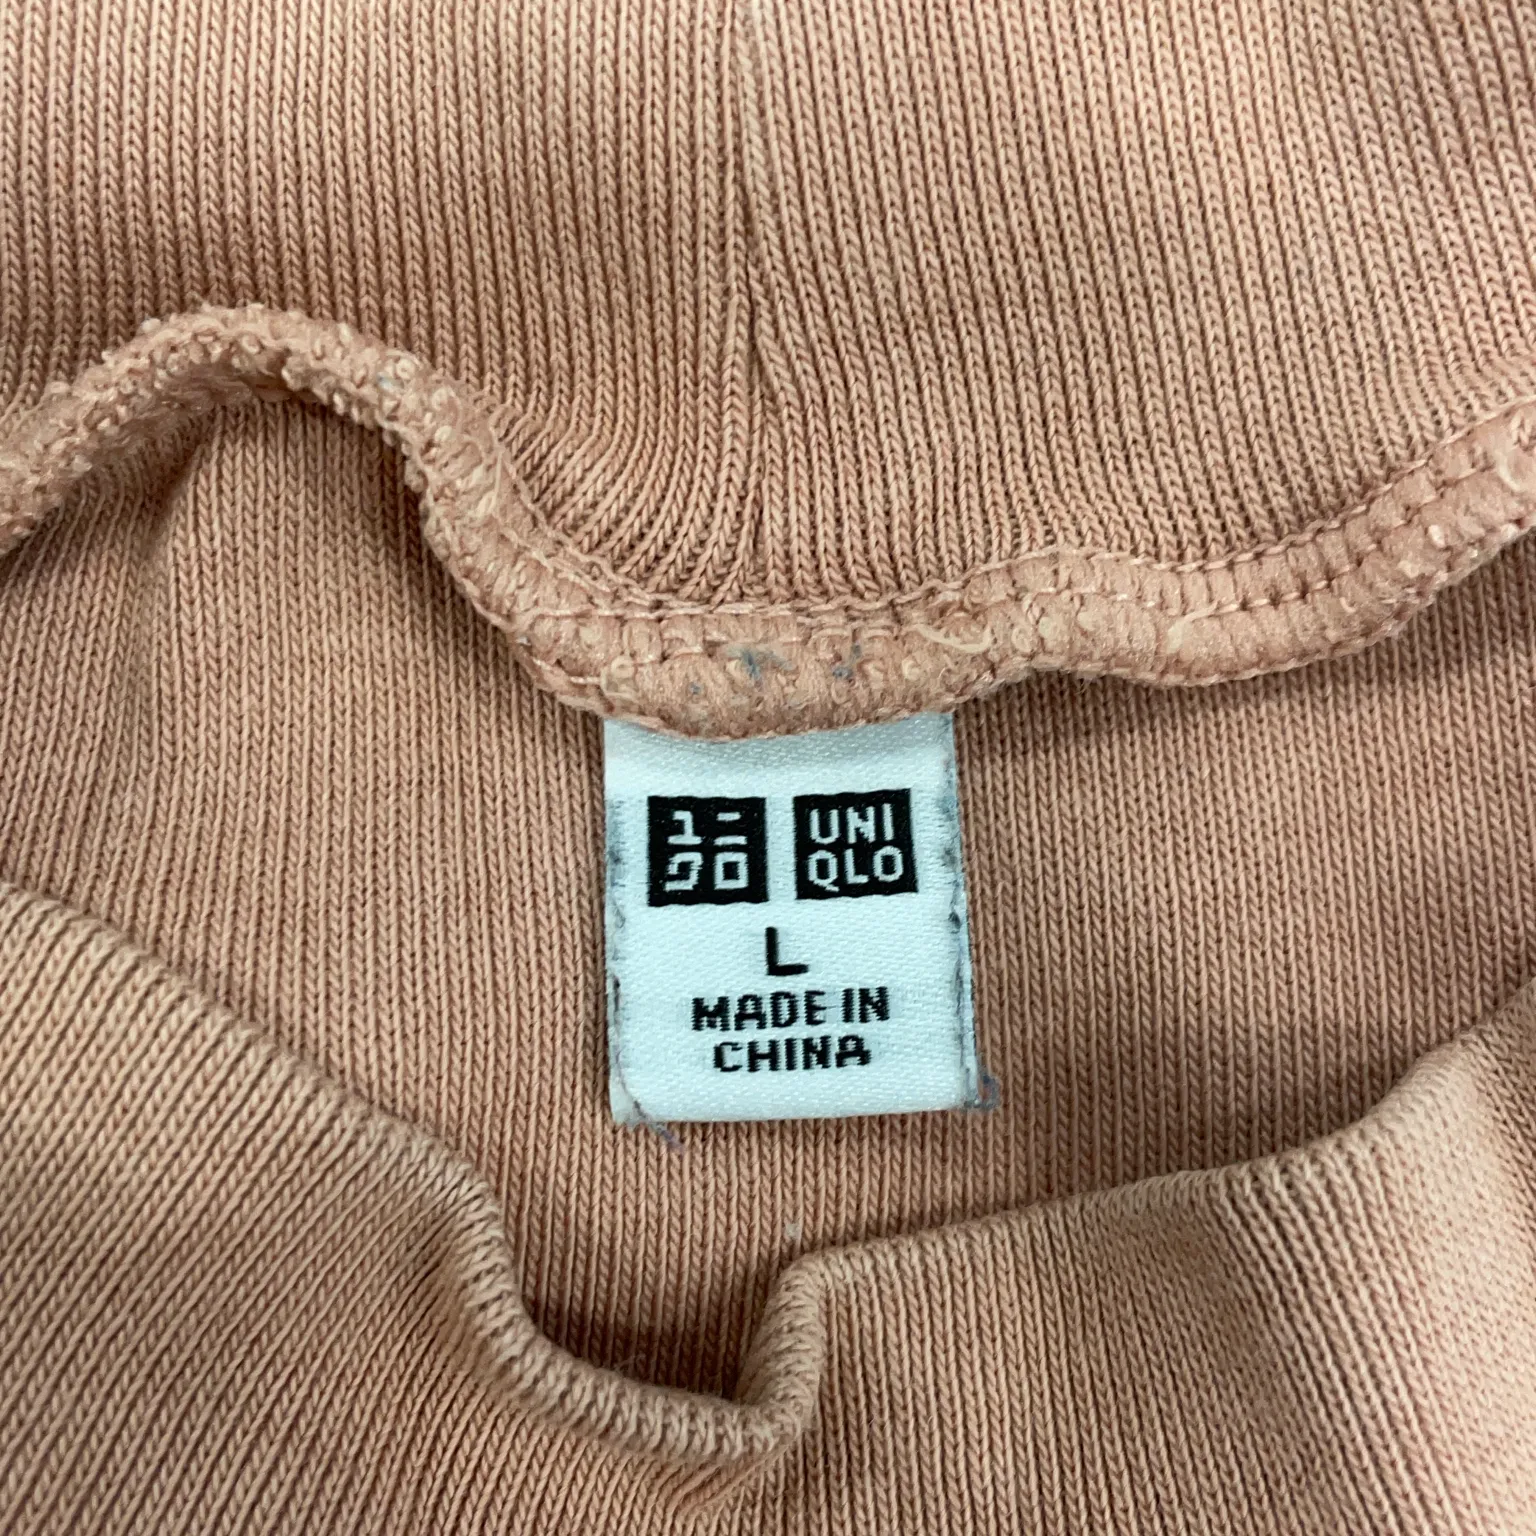 ユニ
クロ
UNI
QLO
L
MADE IN
CHINA